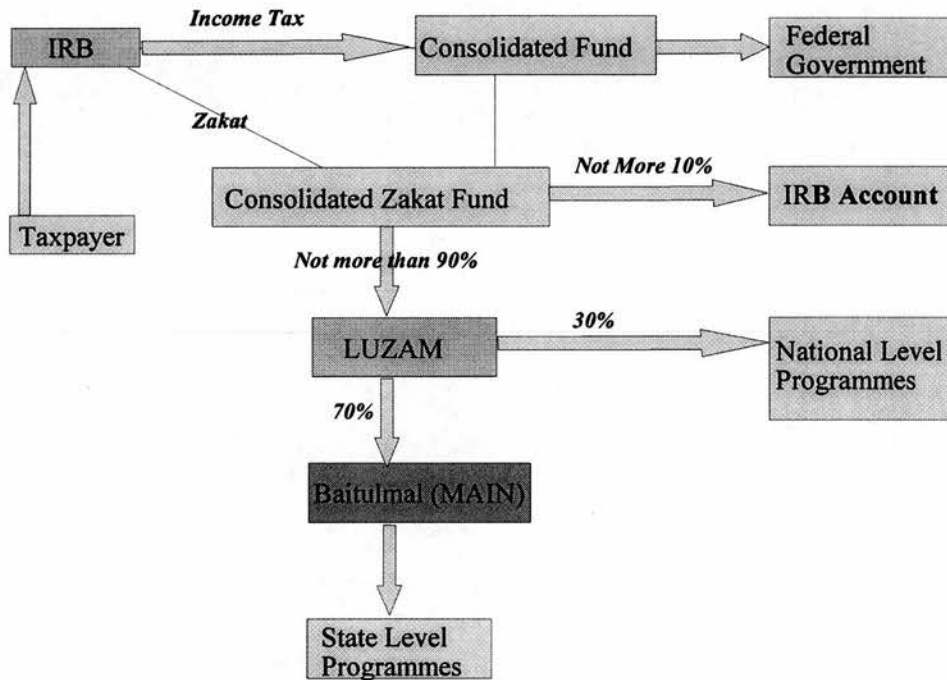 Income Tax
IRB
Consolidated Fund
Federal
Government
Zakat
Not More 10%
Consolidated Zakat Fund
IRB Account
Taxpayer
Not more than 90%
30%
LUZAM
National Level
Programmes
70%
Baitulmal (MAIN)
State Level
Programmes